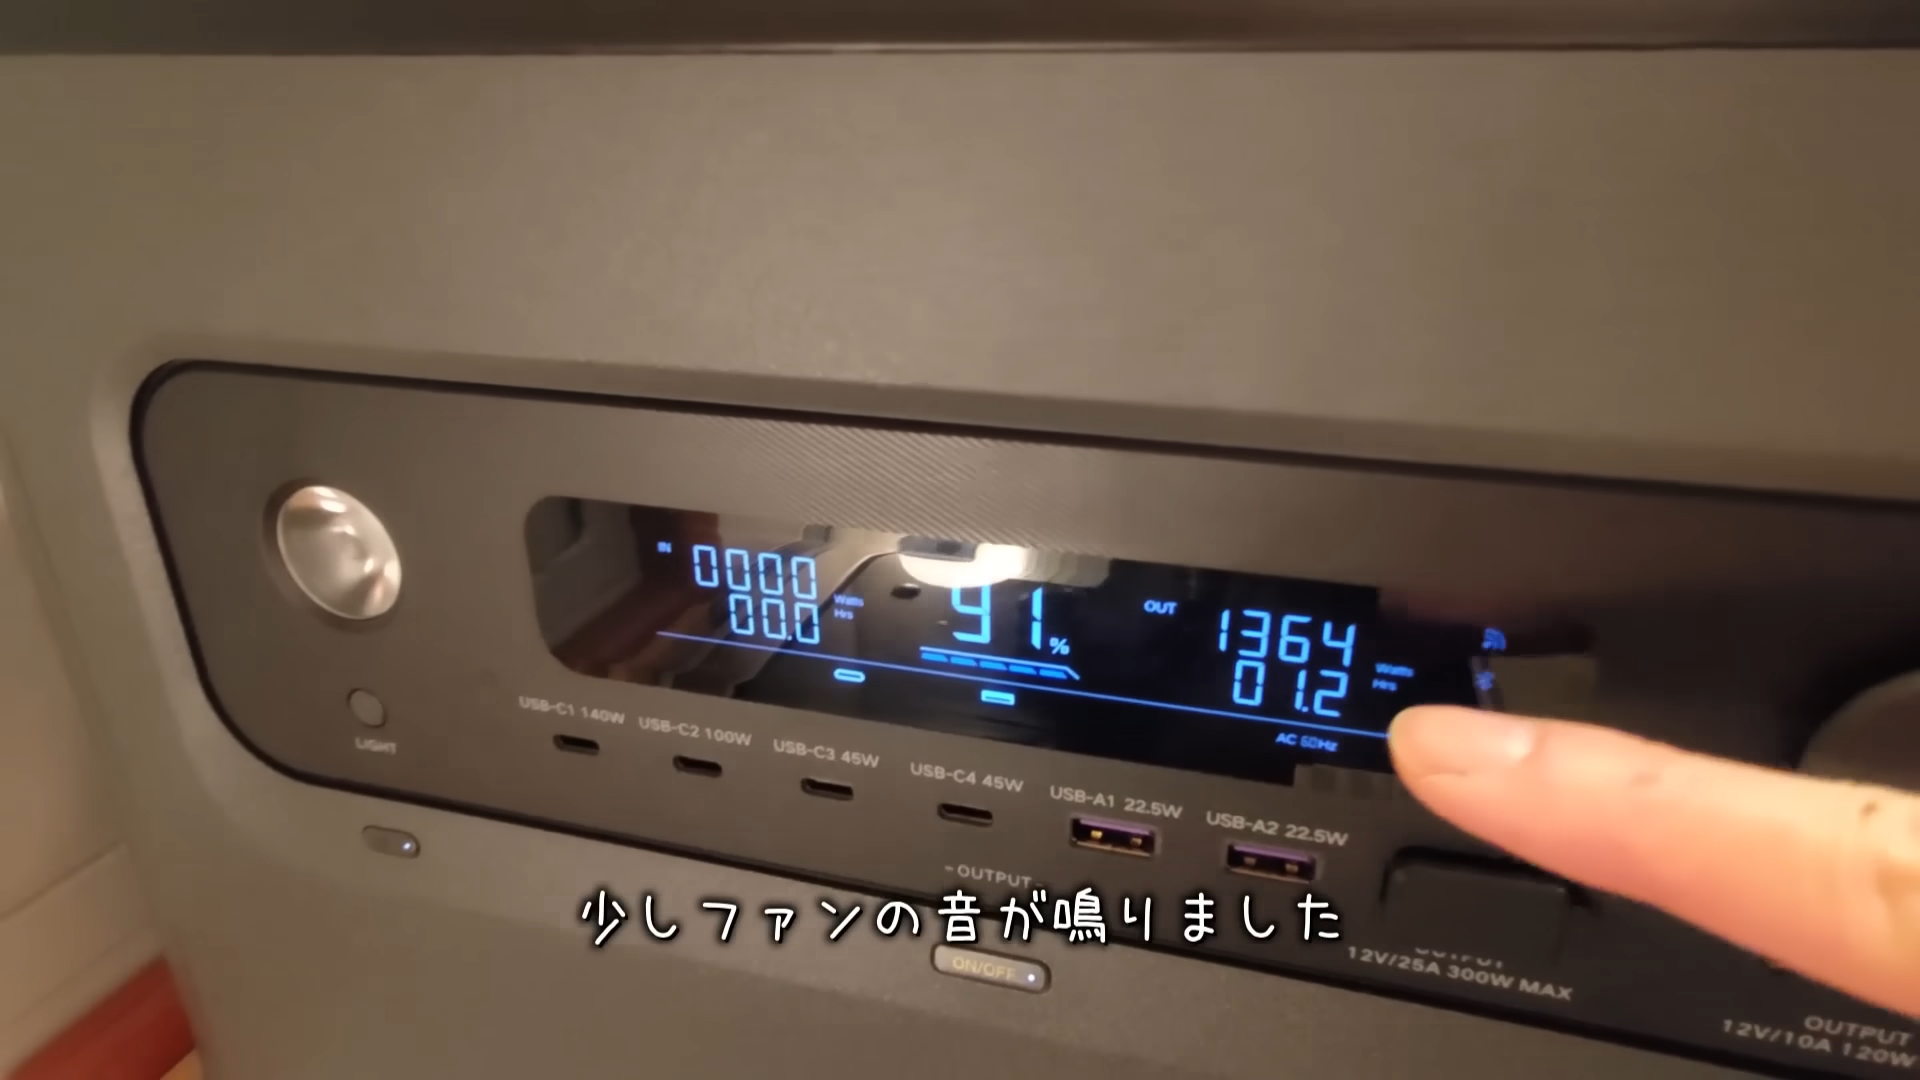 IN 0000 Watts
00.0 Hrs
91%
OUT 1364 Watts
01.2 Hrs
AC 50Hz
LIGHT
USB-C1 140W
USB-C2 100W
USB-C3 45W
USB-C4 45W
USB-A1 22.5W
USB-A2 22.5W
-OUTPUT-
少しファンの音が鳴りました
ON/OFF
OUTPUT
12V/25A 300W MAX
OUTPUT
12V/10A 120W